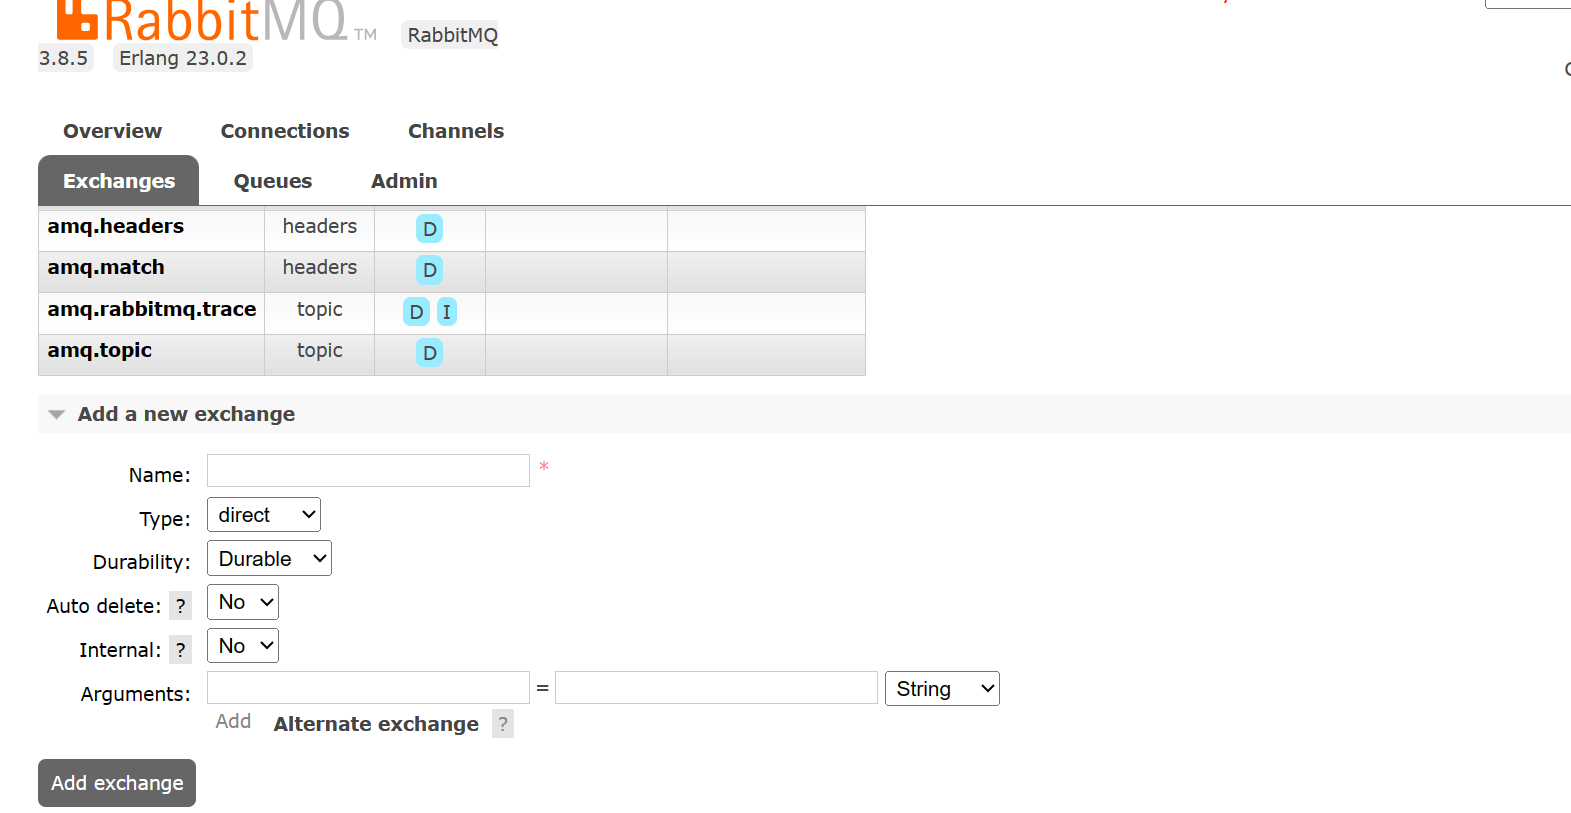 RabbitMQ TM RabbitMQ
3.8.5 Erlang 23.0.2
Overview Connections Channels
Exchanges Queues Admin
amq.headers headers D
amq.match headers D
amq.rabbitmq.trace topic D I
amq.topic topic D
Add a new exchange
Name: *
Type: direct
Durability: Durable
Auto delete: ? No
Internal: ? No
Arguments: = String
Add Alternate exchange ?
Add exchange